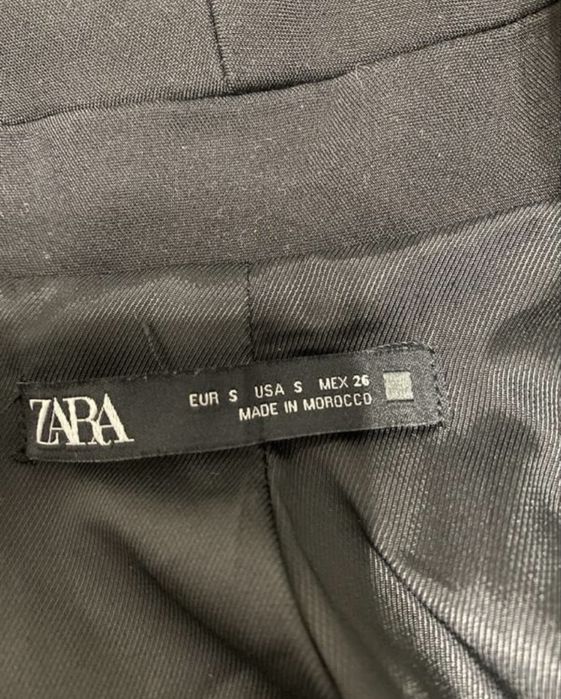 ZARA
EUR S USA S MEX 26
MADE IN MOROCCO